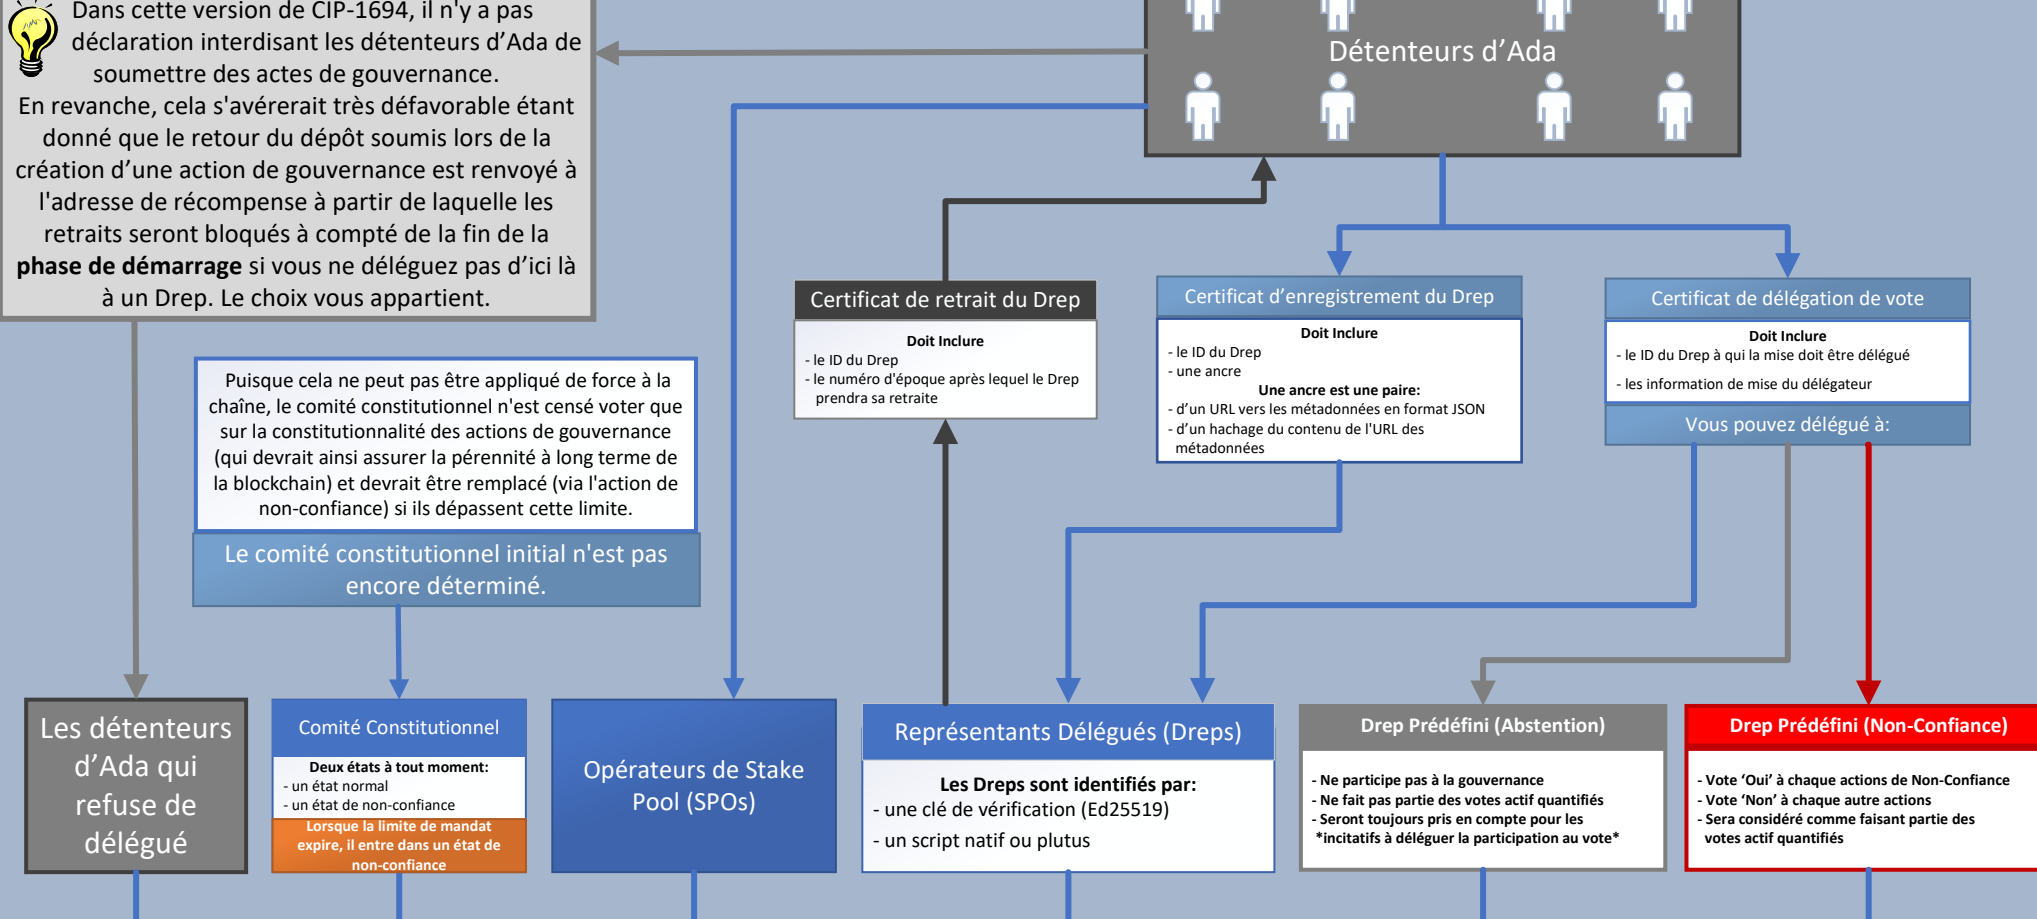 Dans cette version de CIP-1694, il n'y a pas
déclaration interdisant les détenteurs d’Ada de
soumettre des actes de gouvernance.
En revanche, cela s'avérerait très défavorable étant
donné que le retour du dépôt soumis lors de la
création d’une action de gouvernance est renvoyé à
l'adresse de récompense à partir de laquelle les
retraits seront bloqués à compté de la fin de la
phase de démarrage si vous ne déléguez pas d’ici là
à un Drep. Le choix vous appartient.
Détenteurs d’Ada
Certificat de retrait du Drep
Doit Inclure
- le ID du Drep
- le numéro d'époque après lequel le Drep
prendra sa retraite
Certificat d’enregistrement du Drep
Doit Inclure
- le ID du Drep
- une ancre
Une ancre est une paire:
- d’un URL vers les métadonnées en format JSON
- d’un hachage du contenu de l'URL des
métadonnées
Certificat de délégation de vote
Doit Inclure
- le ID du Drep à qui la mise doit être délégué
- les information de mise du délégateur
Vous pouvez délégué à:
Puisque cela ne peut pas être appliqué de force à la
chaîne, le comité constitutionnel n'est censé voter que
sur la constitutionnalité des actions de gouvernance
(qui devrait ainsi assurer la pérennité à long terme de
la blockchain) et devrait être remplacé (via l'action de
non-confiance) si ils dépassent cette limite.
Le comité constitutionnel initial n'est pas
encore déterminé.
Les détenteurs
d’Ada qui
refuse de
délégué
Comité Constitutionnel
Deux états à tout moment:
- un état normal
- un état de non-confiance
Lorsque la limite de mandat
expire, il entre dans un état de
non-confiance
Opérateurs de Stake
Pool (SPOs)
Représentants Délégués (Dreps)
Les Dreps sont identifiés par:
- une clé de vérification (Ed25519)
- un script natif ou plutus
Drep Prédéfini (Abstention)
- Ne participe pas à la gouvernance
- Ne fait pas partie des votes actif quantifiés
- Seront toujours pris en compte pour les
*incitatifs à déléguer la participation au vote*
Drep Prédéfini (Non-Confiance)
- Vote ‘Oui’ à chaque actions de Non-Confiance
- Vote ‘Non’ à chaque autre actions
- Sera considéré comme faisant partie des
votes actif quantifiés